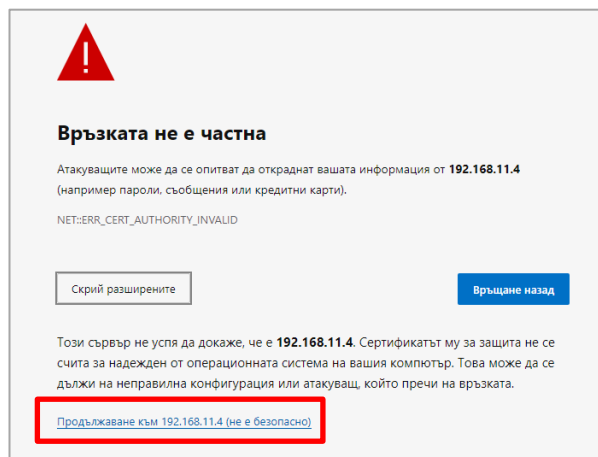 Връзката не е частна
Атакуващите може да се опитват да откраднат вашата информация от 192.168.11.4
(например пароли, съобщения или кредитни карти).
NET::ERR_CERT_AUTHORITY_INVALID
Скрий разширените
Връщане назад
Този сървър не успя да докаже, че е 192.168.11.4. Сертификатът му за защита не се
счита за надежден от операционната система на вашия компютър. Това може да се
дължи на неправилна конфигурация или атакуващ, който пречи на връзката.
Продължаване към 192.168.11.4 (не е безопасно)